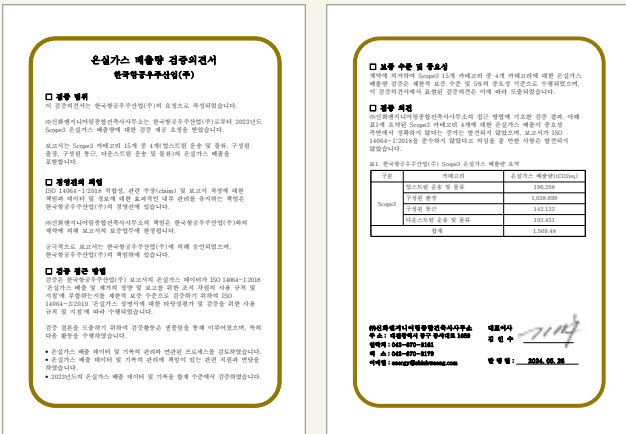 온실가스 배출량 검증의견서
한국항공우주산업(주)
□ 검증 범위
이 검증의견서는 한국항공우주산업(주)의 요청으로 작성되었습니다.
㈜신화엔지니어링종합건축사사무소는 한국항공우주산업(주)로부터 2023년도
Scope3 온실가스 배출량에 대한 검증 제공 요청을 받았습니다.
보고서는 Scope3 카테고리 15개 중 4개(업스트림 운송 및 물류, 구성원
출장, 구성원 통근, 다운스트림 운송 및 물류)의 온실가스 배출을
포함합니다.
□ 경영진의 책임
ISO 14064-1:2018 적합성, 관련 주장(claim) 및 보고서 작성에 대한
책임과 데이터 및 정보에 대한 효과적인 내부 관리를 유지하는 책임은
한국항공우주산업(주)의 경영진에 있습니다.
㈜신화엔지니어링종합건축사사무소의 책임은 한국항공우주산업(주)와의
계약에 의해 보고서의 보증업무에 한정됩니다.
궁극적으로 보고서는 한국항공우주산업(주)에 의해 승인되었으며,
한국항공우주산업(주)의 책임하에 있습니다.
□ 검증 접근 방법
검증은 한국항공우주산업(주) 보고서의 온실가스 데이터가 ISO 14064-1:2018
'온실가스 배출 및 제거의 정량 및 보고를 위한 조직 차원의 사용 규칙 및
지침'에 부합하는지를 제한적 보증 수준으로 검증하기 위하여 ISO
14064-3:2019 '온실가스 성명서에 대한 타당성평가 및 검증을 위한 사용
규칙 및 지침'에 따라 수행되었습니다.
검증 결론을 도출하기 위하여 검증활동은 샘플링을 통해 이루어졌으며, 특히
다음 활동을 수행하였습니다.
• 온실가스 배출 데이터 및 기록의 관리와 연관된 프로세스를 검토하였습니다.
• 온실가스 배출 데이터 및 기록의 관리에 책임이 있는 관련 직원과 면담을
하였습니다.
• 2023년도의 온실가스 배출 데이터 및 기록을 합계 수준에서 검증하였습니다.
□ 보증 수준 및 중요성
계약에 의거하여 Scope3 15개 카테고리 중 4개 카테고리에 대한 온실가스
배출량 검증은 제한적 보증 수준 및 5%의 중요성 기준으로 수행되었으며,
이 검증의견서에서 표현된 검증의견은 이에 따라 도출되었습니다.
□ 검증 의견
㈜신화엔지니어링종합건축사사무소의 접근 방법에 기초한 검증 결과, 아래
표1에 요약된 Scope3 카테고리 4개에 대한 온실가스 배출이 중요성
측면에서 정확하지 않다는 증거는 발견되지 않았으며, 보고서가 ISO
14064-1:2018을 준수하지 않았다고 의심을 줄 만한 사항은 발견되지
않았습니다.
표1. 한국항공우주산업(주) Scope3 온실가스 배출량 요약
구분 카테고리 온실가스 배출량(tCO2eq)
Scope3 업스트림 운송 및 물류 196.208
구성원 출장 1,038.699
구성원 통근 142.122
다운스트림 운송 및 물류 192.451
합계 1,569.48
㈜신화엔지니어링종합건축사사무소
주 소 : 대전광역시 중구 동서대로 1059
연락처 : 042-670-3161
팩 스 : 042-670-3179
이메일 : energy@shinhwaeng.com
대표이사
김 인 수
발 행 일 : 2024. 05. 28